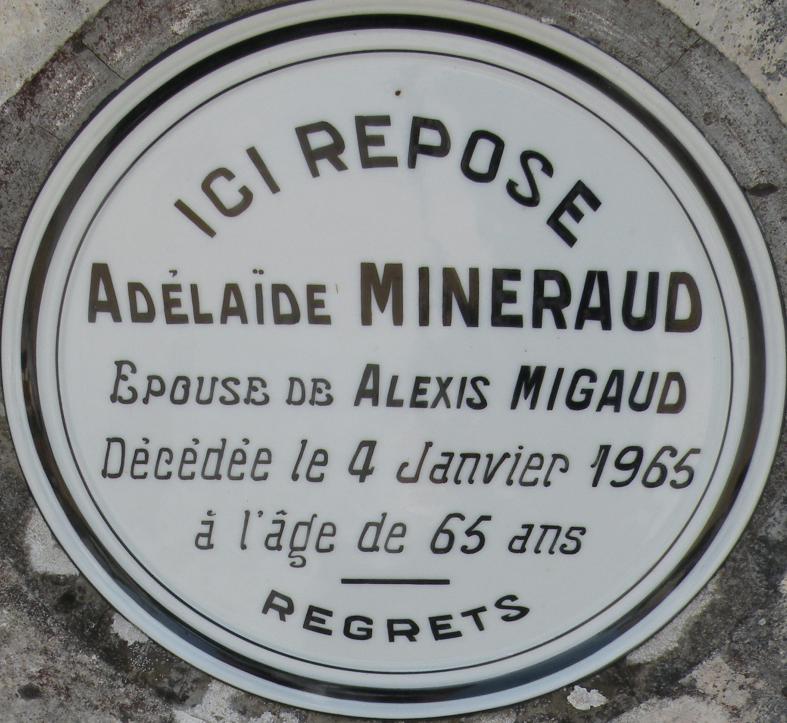 ICI REPOSE
ADÉLAÏDE MINERAUD
EPOUSE DE ALEXIS MIGAUD
Décédée le 4 Janvier 1965
à l'âge de 65 ans
REGRETS